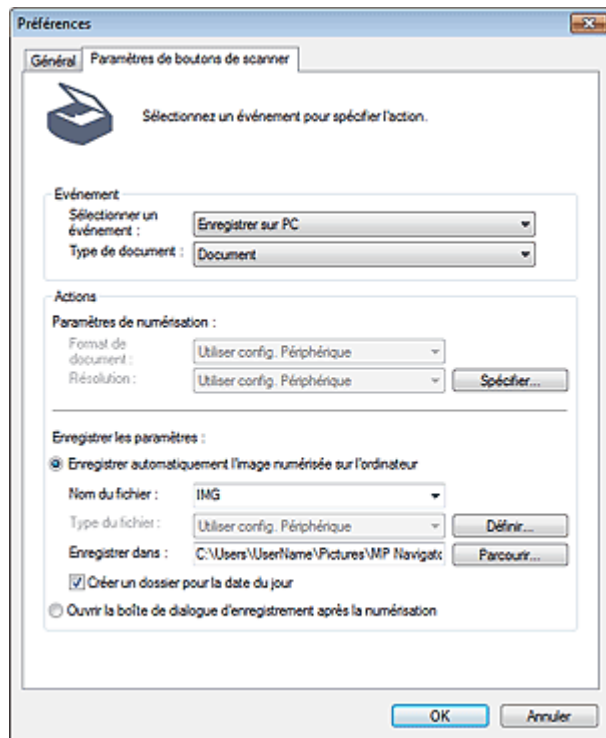 Préférences
Général
Paramètres de boutons de scanner
Sélectionnez un événement pour spécifier l'action.
Evénement
Sélectionner un
événement :
Enregistrer sur PC
Type de document :
Document
Actions
Paramètres de numérisation :
Format de
document :
Utiliser config. Périphérique
Résolution :
Utiliser config. Périphérique
Spécifier...
Enregistrer les paramètres :
Enregistrer automatiquement l'image numérisée sur l'ordinateur
Nom du fichier :
IMG
Type du fichier :
Utiliser config. Périphérique
Définir...
Enregistrer dans :
C:\Users\UserName\Pictures\MP Navigato
Parcourir...
Créer un dossier pour la date du jour
Ouvrir la boîte de dialogue d'enregistrement après la numérisation
OK
Annuler